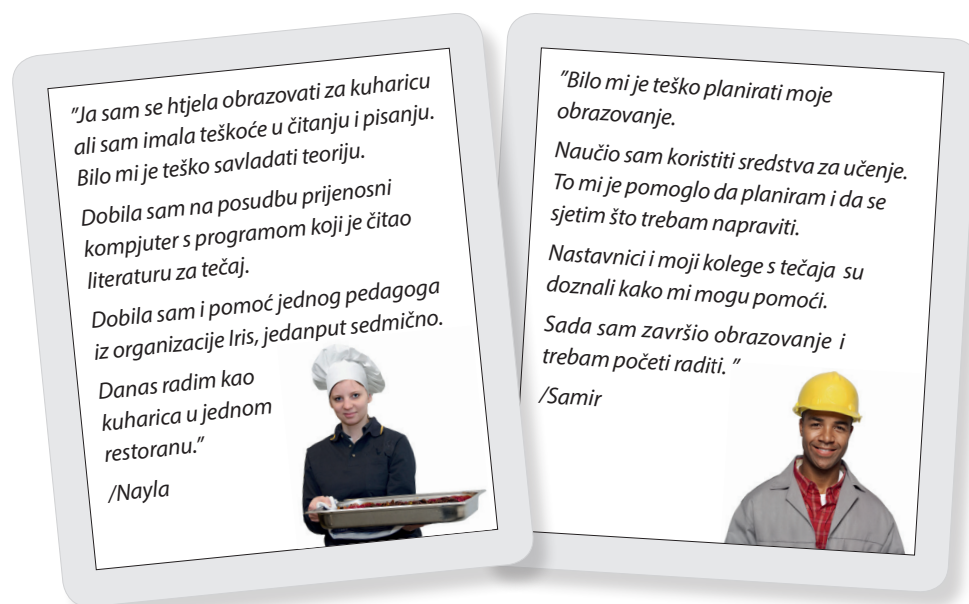 "Ja sam se htjela obrazovati za kuharicu
ali sam imala teškoće u čitanju i pisanju.
Bilo mi je teško savladati teoriju.
Dobila sam na posudbu prijenosni
kompjuter s programom koji je čitao
literaturu za tečaj.
Dobila sam i pomoć jednog pedagoga
iz organizacije Iris, jedanput sedmično.
Danas radim kao
kuharica u jednom
restoranu."
/Nayla
"Bilo mi je teško planirati moje
obrazovanje.
Naučio sam koristiti sredstva za učenje.
To mi je pomoglo da planiram i da se
sjetim što trebam napraviti.
Nastavnici i moji kolege s tečaja su
doznali kako mi mogu pomoći.
Sada sam završio obrazovanje i
trebam početi raditi. "
/Samir